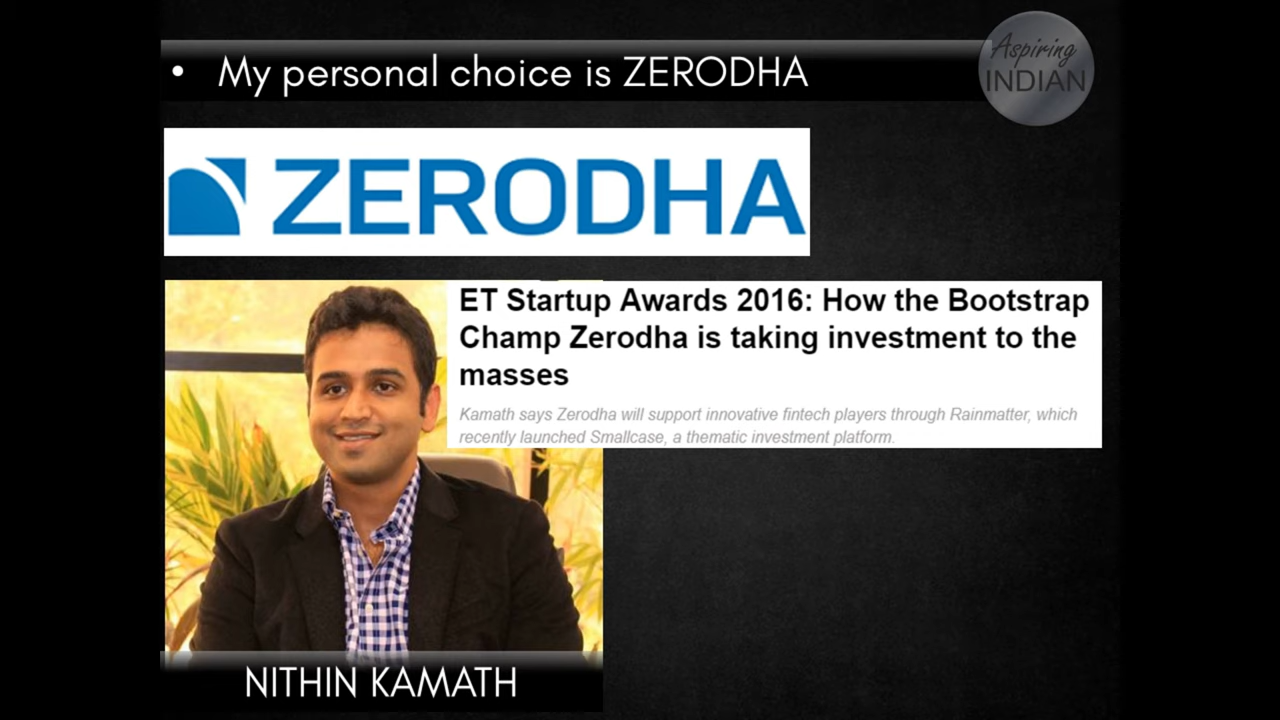 • My personal choice is ZERODHA
Aspiring
INDIAN
ZERODHA
ET Startup Awards 2016: How the Bootstrap
Champ Zerodha is taking investment to the
masses
Kamath says Zerodha will support innovative fintech players through Rainmatter, which
recently launched Smallcase, a thematic investment platform.
NITHIN KAMATH